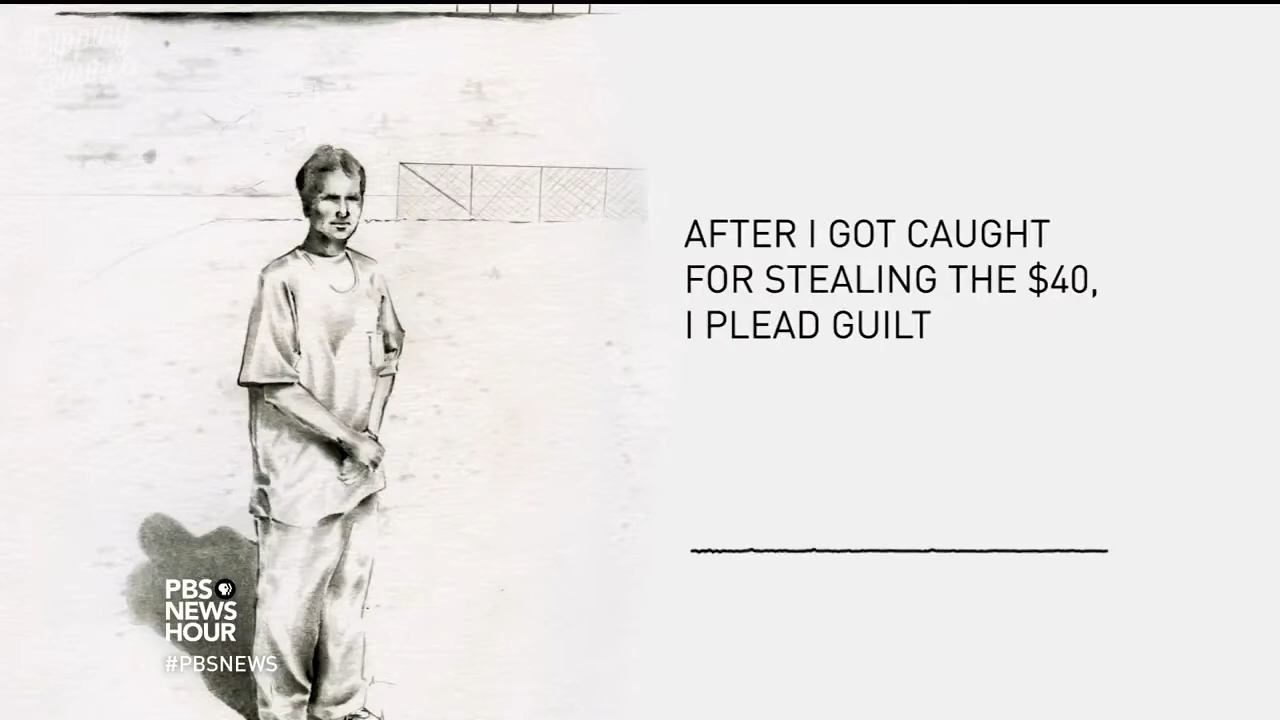 AFTER I GOT CAUGHT
FOR STEALING THE $40,
I PLEAD GUILT
PBS
NEWS
HOUR
#PBSNEWS